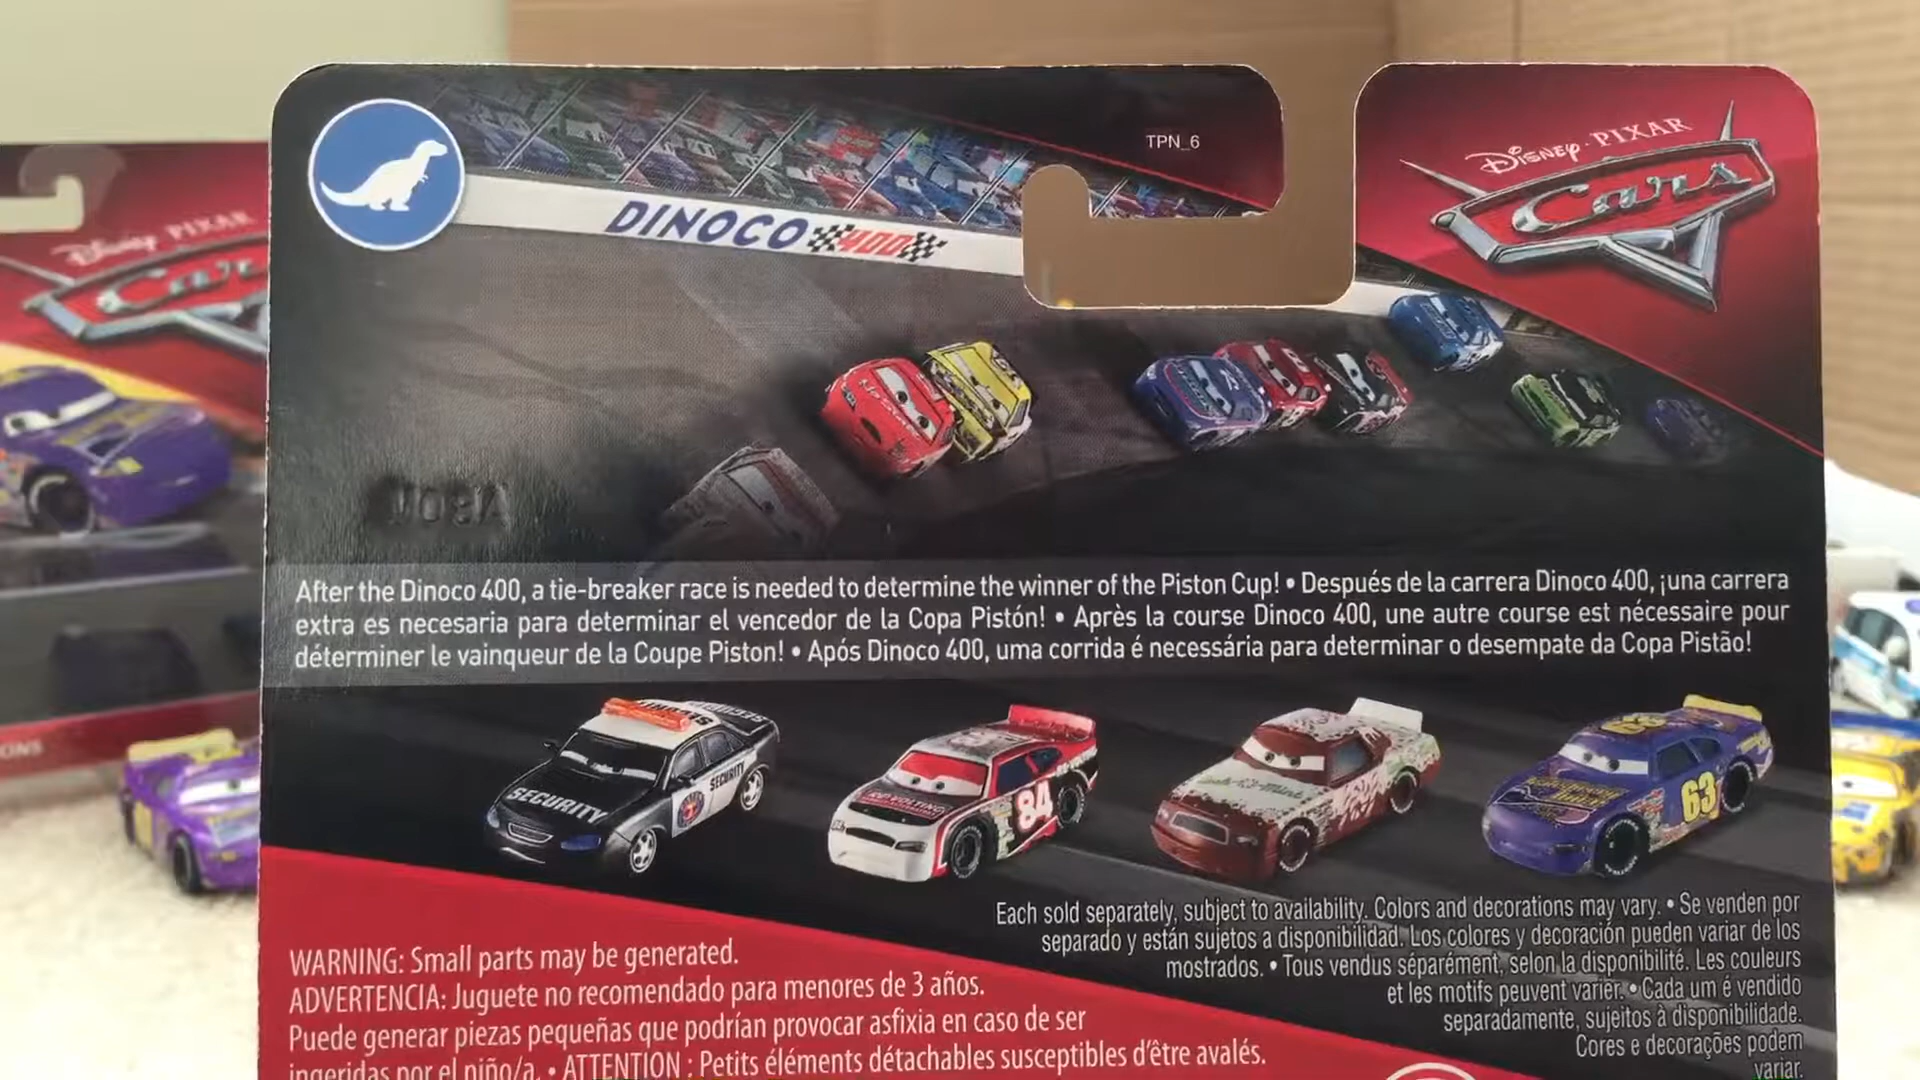 TPN_6
DISNEY·PIXAR
Cars
DINOCO 400
DISNEY PIXAR
After the Dinoco 400, a tie-breaker race is needed to determine the winner of the Piston Cup! • Después de la carrera Dinoco 400, ¡una carrera
extra es necesaria para determinar el vencedor de la Copa Pistón! • Après la course Dinoco 400, une autre course est nécessaire pour
déterminer le vainqueur de la Coupe Piston! • Após Dinoco 400, uma corrida é necessária para determinar o desempate da Copa Pistão!
SECURITY
SECURITY
84
63
Each sold separately, subject to availability. Colors and decorations may vary. • Se venden por
separado y están sujetos a disponibilidad. Los colores y decoración pueden variar de los
mostrados. • Tous vendus séparément, selon la disponibilité. Les couleurs
et les motifs peuvent varier. • Cada um é vendido
separadamente, sujeitos à disponibilidade.
Cores e decorações podem
variar.
WARNING: Small parts may be generated.
ADVERTENCIA: Juguete no recomendado para menores de 3 años.
Puede generar piezas pequeñas que podrían provocar asfixia en caso de ser
ingeridas por el niño/a. • ATTENTION : Petits éléments détachables susceptibles d'être avalés.